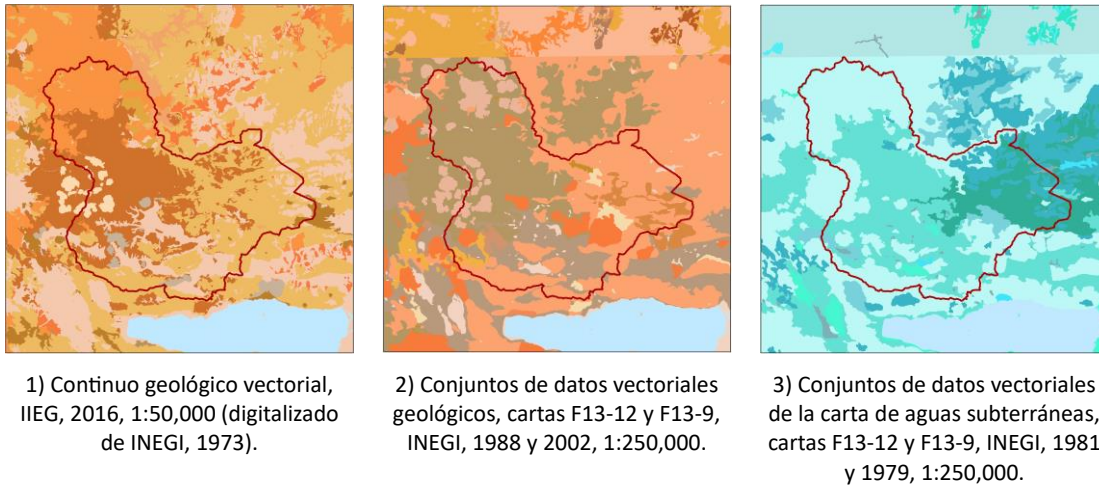 1) Continuo geológico vectorial,
IIEG, 2016, 1:50,000 (digitalizado
de INEGI, 1973).
2) Conjuntos de datos vectoriales
geológicos, cartas F13-12 y F13-9,
INEGI, 1988 y 2002, 1:250,000.
3) Conjuntos de datos vectoriales
de la carta de aguas subterráneas,
cartas F13-12 y F13-9, INEGI, 1981
y 1979, 1:250,000.